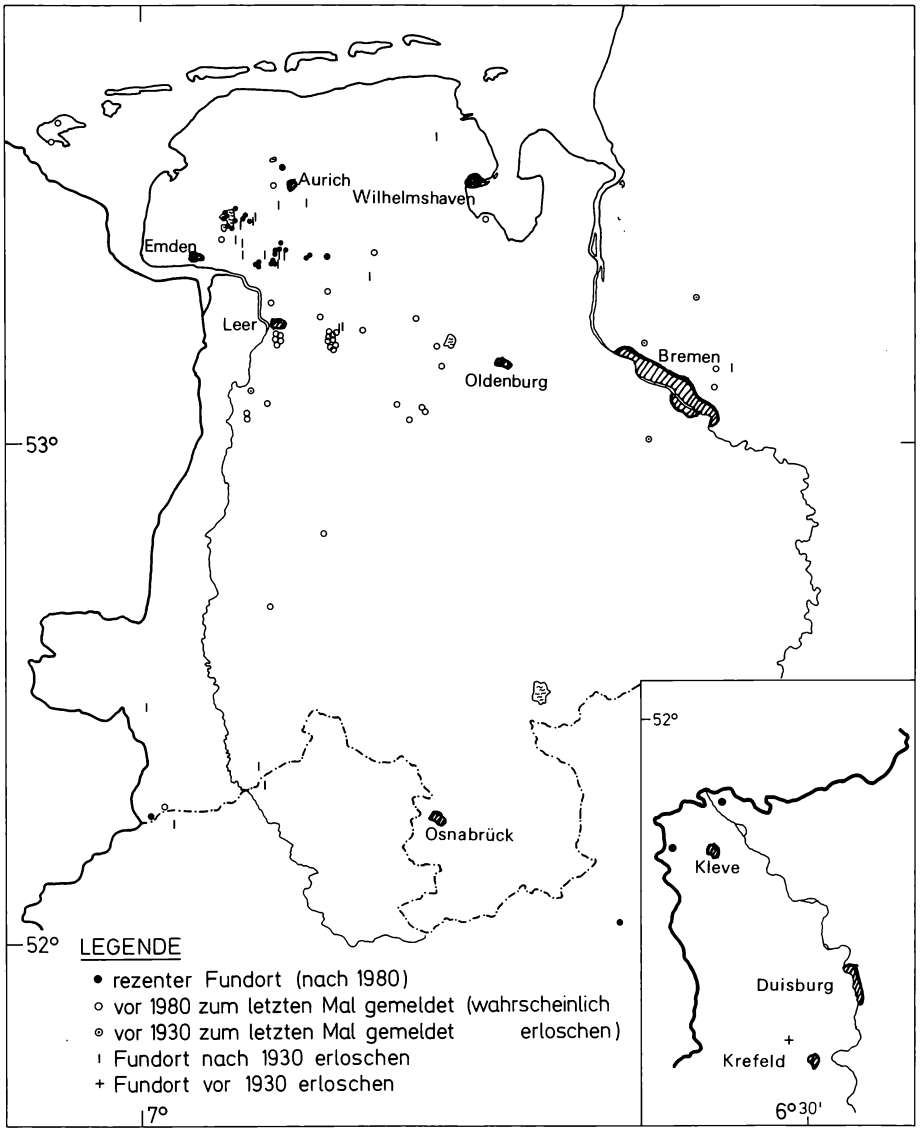 Aurich
Wilhelmshaven
Emden
Leer
Bremen
Oldenburg
53°
52°
Osnabrück
Kleve
52°
LEGENDE
● rezenter Fundort (nach 1980)
○ vor 1980 zum letzten Mal gemeldet (wahrscheinlich
⊙ vor 1930 zum letzten Mal gemeldet erloschen)
ı Fundort nach 1930 erloschen
+ Fundort vor 1930 erloschen
Duisburg
Krefeld
7°
6°30'